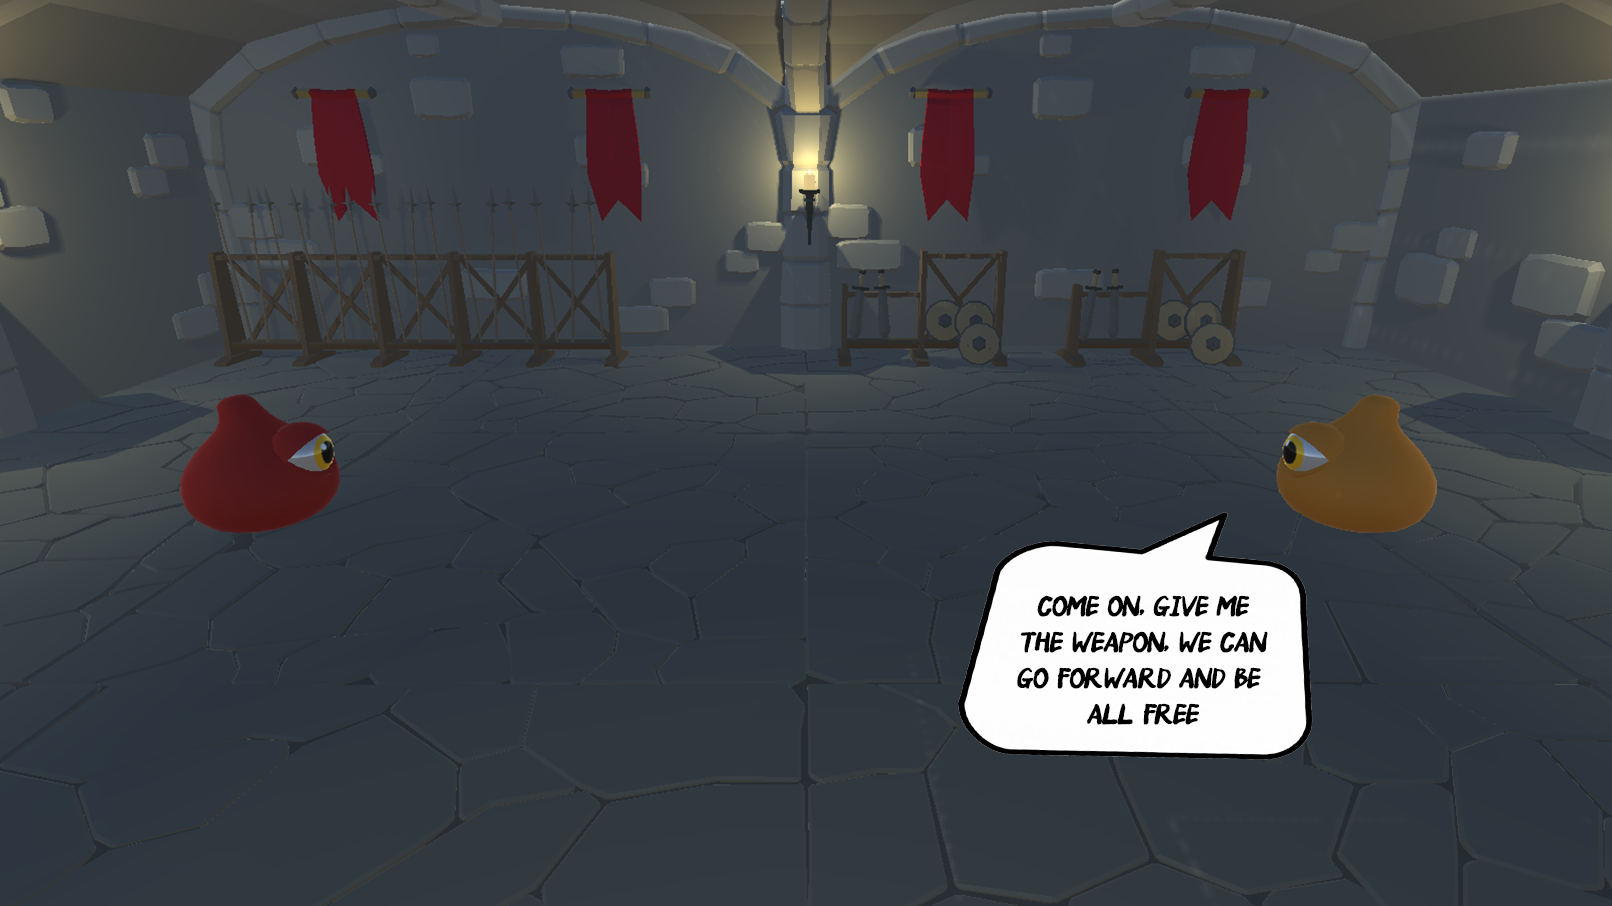 COME ON, GIVE ME
THE WEAPON, WE CAN
GO FORWARD AND BE
ALL FREE